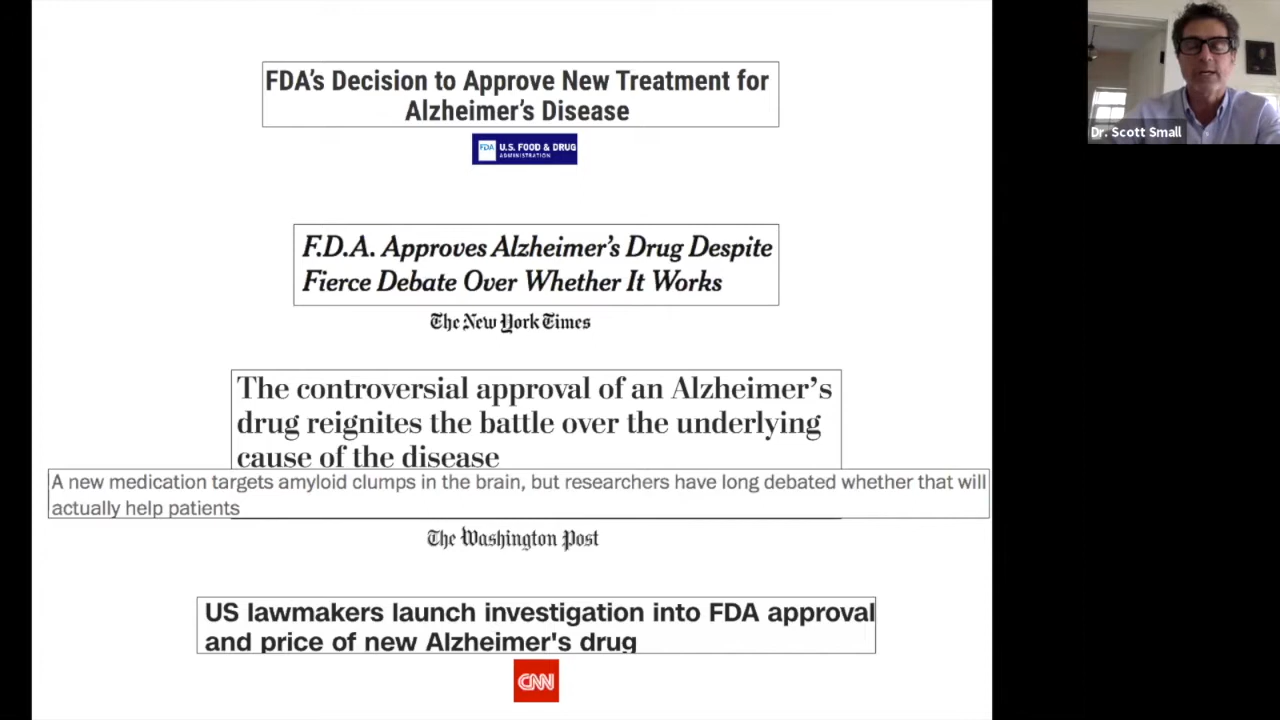 FDA's Decision to Approve New Treatment for
Alzheimer's Disease
FDA U.S. FOOD & DRUG
ADMINISTRATION
F.D.A. Approves Alzheimer's Drug Despite
Fierce Debate Over Whether It Works
The New York Times
The controversial approval of an Alzheimer's
drug reignites the battle over the underlying
cause of the disease
A new medication targets amyloid clumps in the brain, but researchers have long debated whether that will
actually help patients
The Washington Post
US lawmakers launch investigation into FDA approval
and price of new Alzheimer's drug
CNN
Dr. Scott Small